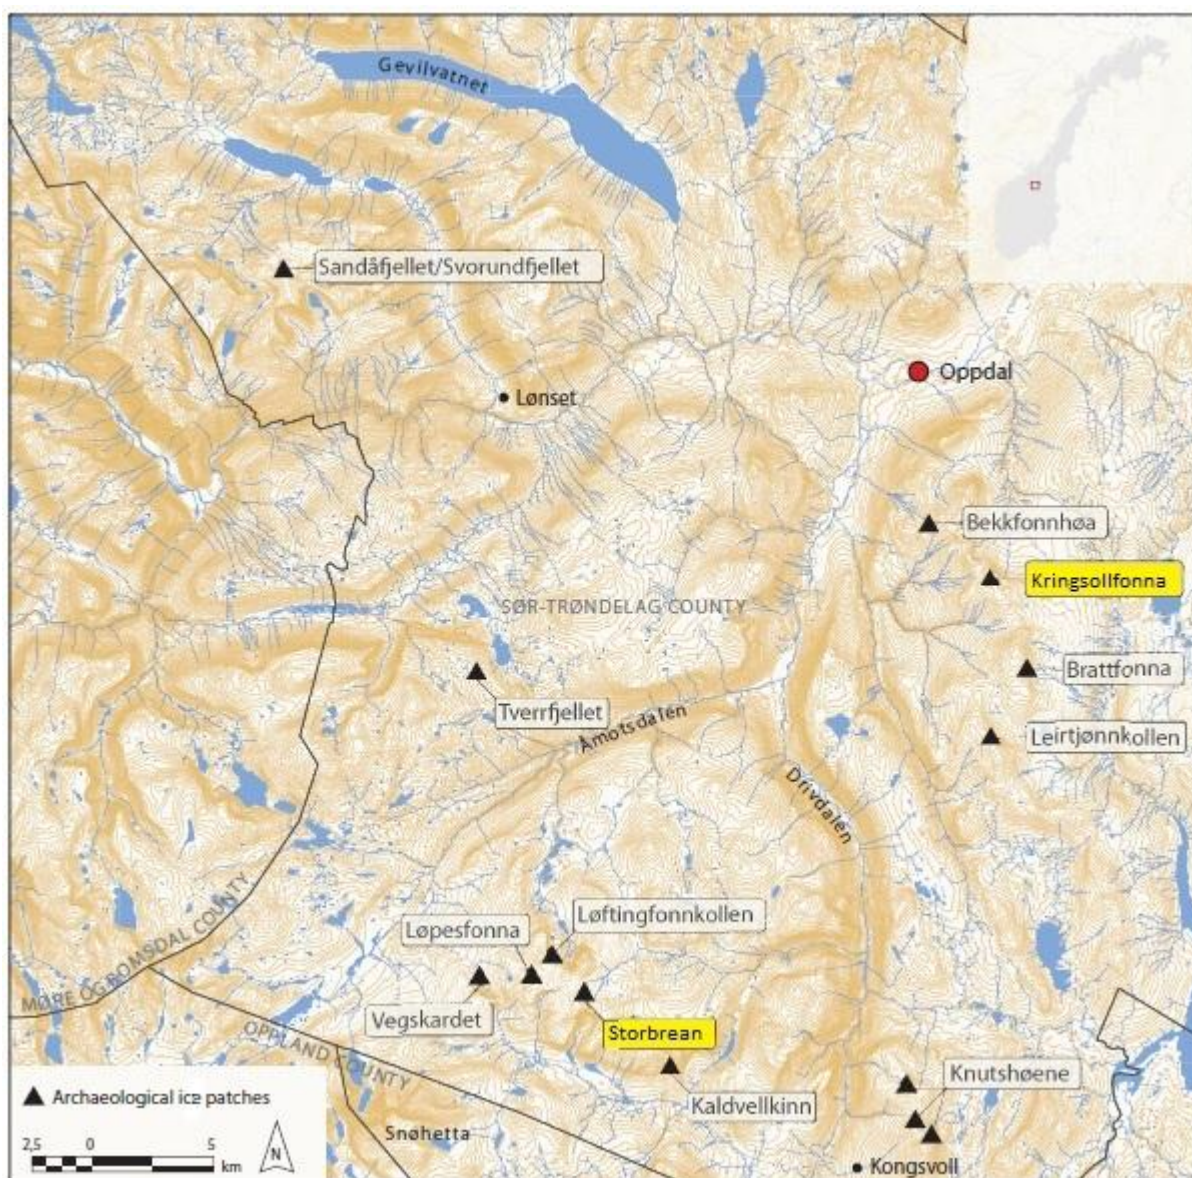 Gevilvatnet
Sandåfjellet/Svorundfjellet
Oppdal
Lønset
Bekkfonnhøa
Kringsollfonna
SØR-TRØNDELAG COUNTY
Brattfonna
Tverrfjellet
Åmotsdalen
Leirtjønnkollen
Drivdalen
Løftingfonnkollen
Løpesfonna
MØRE OG ROMSDAL COUNTY
Vegskardet
Storbrean
OPPLAND COUNTY
Knutshøene
Kaldvellkinn
Archaeological ice patches
Snøhetta
2,5 0 5
km
N
Kongsvoll